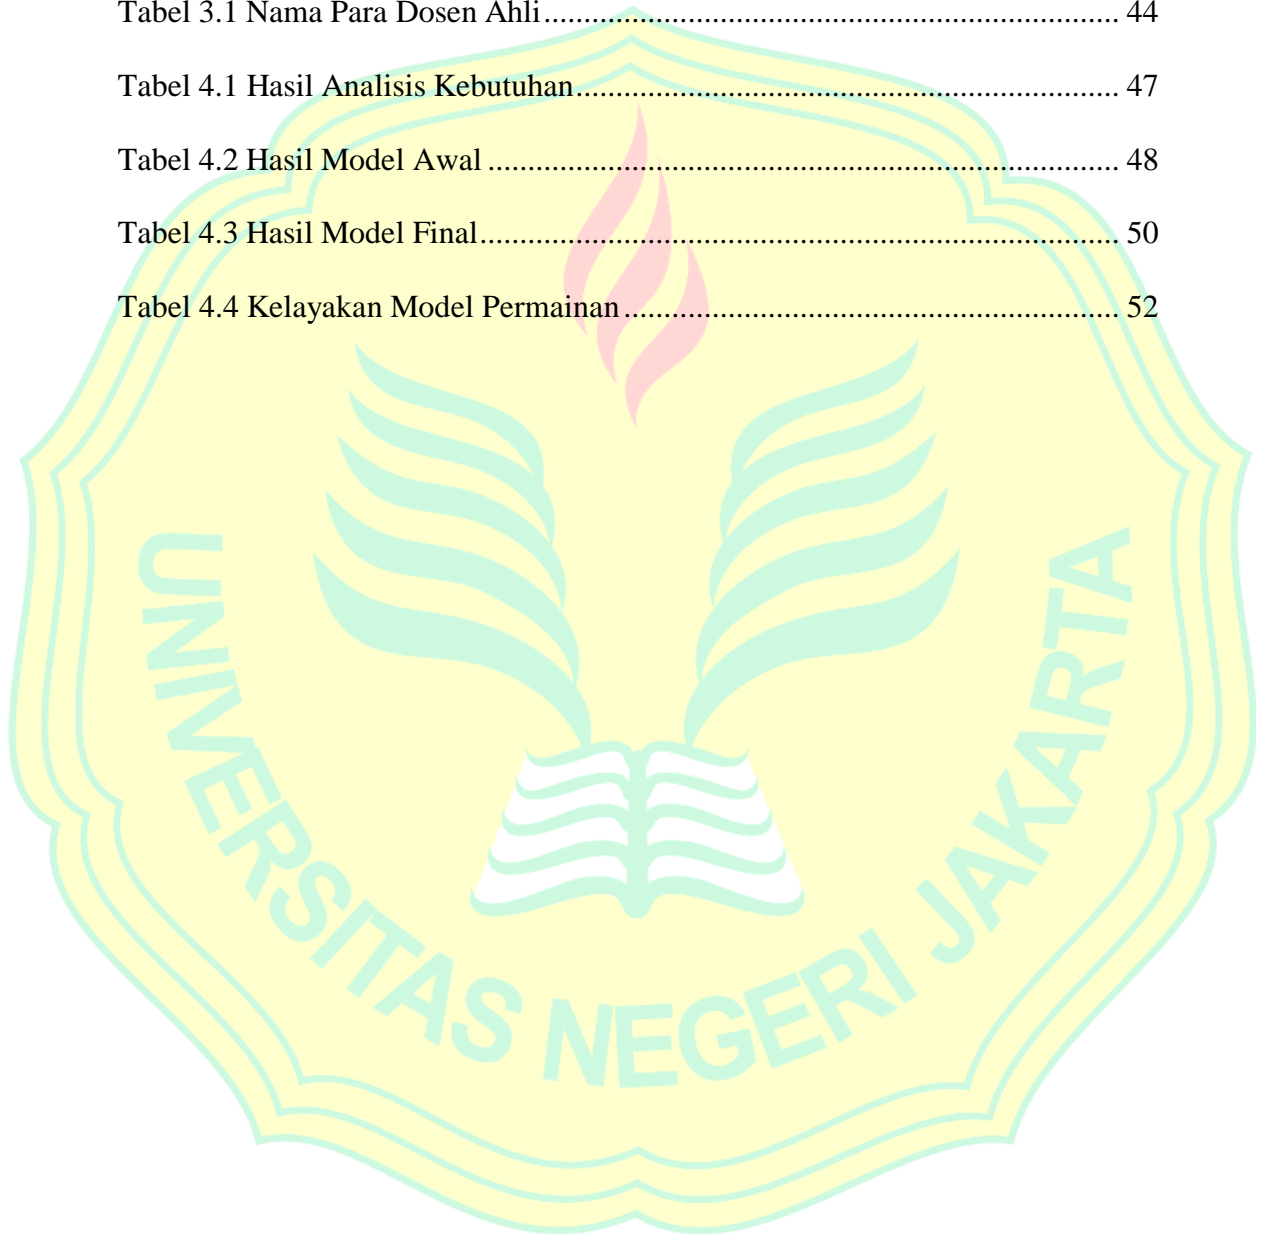 Tabel 3.1 Nama Para Dosen Ahli........................................................................ 44
Tabel 4.1 Hasil Analisis Kebutuhan.................................................................... 47
Tabel 4.2 Hasil Model Awal ............................................................................... 48
Tabel 4.3 Hasil Model Final................................................................................ 50
Tabel 4.4 Kelayakan Model Permainan.............................................................. 52
UNIVERSITAS NEGERI JAKARTA